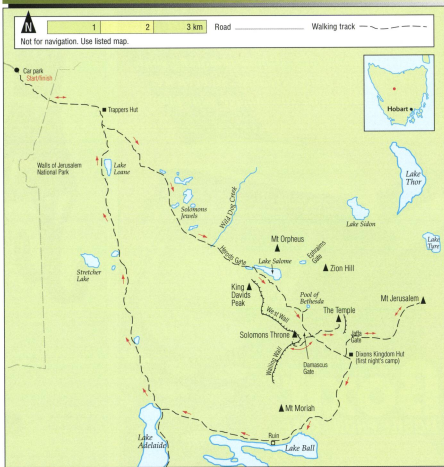 N
1 2 3 km
Road
Walking track
Not for navigation. Use listed map.
Car park
Start/finish
Trappers Hut
Hobart
Walls of Jerusalem
National Park
Lake
Loane
Lake
Thor
Solomons
Jewels
Wild Dog Creek
Lake Sidon
Lake
Tyre
Mt Orpheus
Ephraims
Gate
Herods Gate
Lake Salome
Zion Hill
Stretcher
Lake
King
Davids
Peak
Pool of
Bethesda
West Wall
The Temple
Mt Jerusalem
Solomons Throne
Jaffa
Gate
Wailing Wall
Damascus
Gate
Dixons Kingdom Hut
(first night's camp)
Mt Moriah
Lake
Adelaide
Ruin
Lake Ball